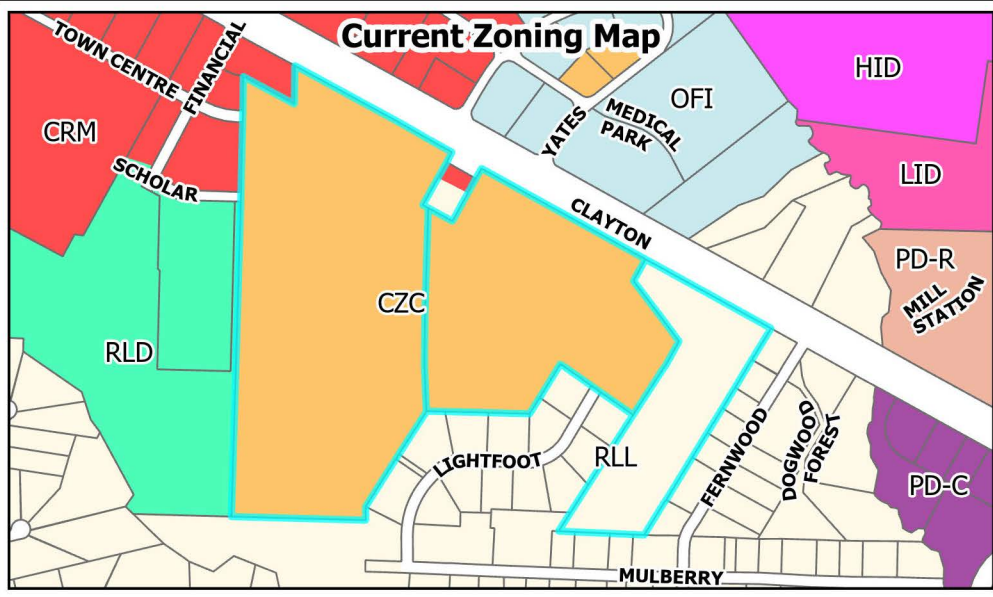 Current Zoning Map
TOWN CENTRE
FINANCIAL
HID
OFI
CRM
MEDICAL
PARK
YATES
LID
SCHOLAR
CLAYTON
PD-R
MILL
STATION
CZC
RLD
FERNWOOD
DOGWOOD
FOREST
LIGHTFOOT
RLL
PD-C
MULBERRY